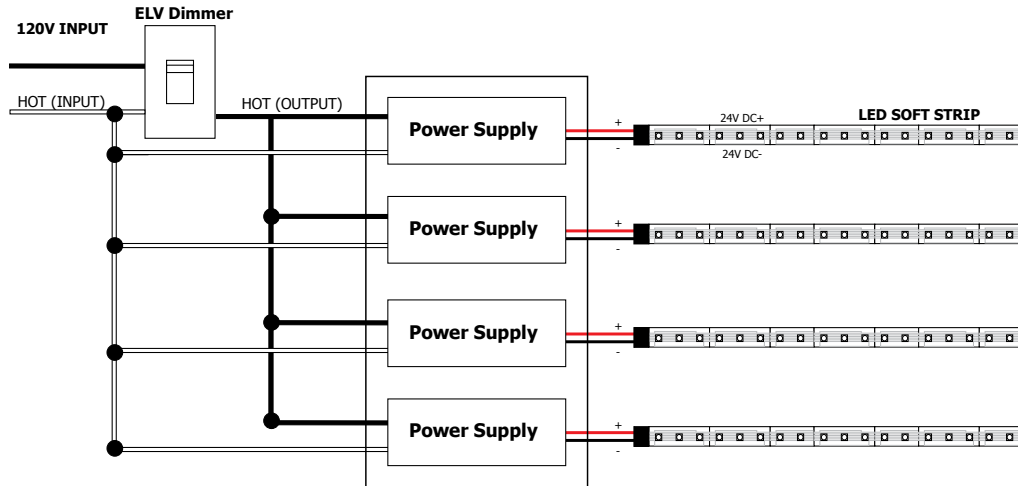 ELV Dimmer
120V INPUT
HOT (INPUT)
HOT (OUTPUT)
Power Supply
+
-
24V DC+
24V DC-
LED SOFT STRIP
Power Supply
+
-
Power Supply
+
-
Power Supply
+
-